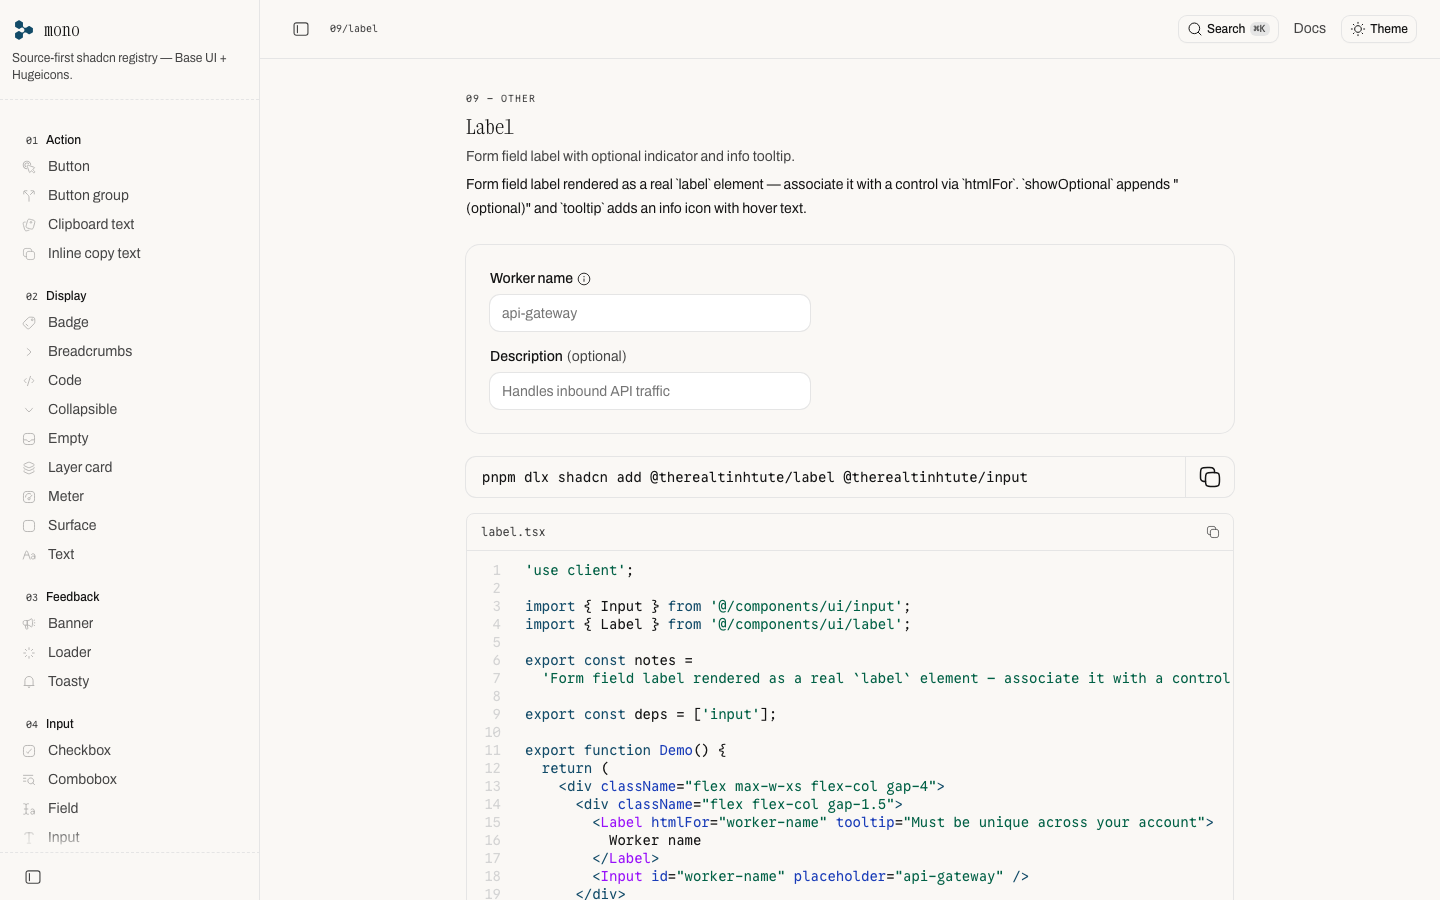 mono
Source-first shadcn registry — Base UI +
Hugeicons.
01 Action
Button
Button group
Clipboard text
Inline copy text
02 Display
Badge
Breadcrumbs
Code
Collapsible
Empty
Layer card
Meter
Surface
Text
03 Feedback
Banner
Loader
Toasty
04 Input
Checkbox
Combobox
Field
Input
09/label
Search ⌘K
Docs
Theme
09 — OTHER
Label
Form field label with optional indicator and info tooltip.
Form field label rendered as a real `label` element — associate it with a control via `htmlFor`. `showOptional` appends "
(optional)" and `tooltip` adds an info icon with hover text.
Worker name
api-gateway
Description (optional)
Handles inbound API traffic
pnpm dlx shadcn add @therealtinhtute/label @therealtinhtute/input
label.tsx
1 'use client';
2
3 import { Input } from '@/components/ui/input';
4 import { Label } from '@/components/ui/label';
5
6 export const notes =
7 'Form field label rendered as a real `label` element — associate it with a control
8
9 export const deps = ['input'];
10
11 export function Demo() {
12 return (
13 <div className="flex max-w-xs flex-col gap-4">
14 <div className="flex flex-col gap-1.5">
15 <Label htmlFor="worker-name" tooltip="Must be unique across your account">
16 Worker name
17 </Label>
18 <Input id="worker-name" placeholder="api-gateway" />
19 </div>